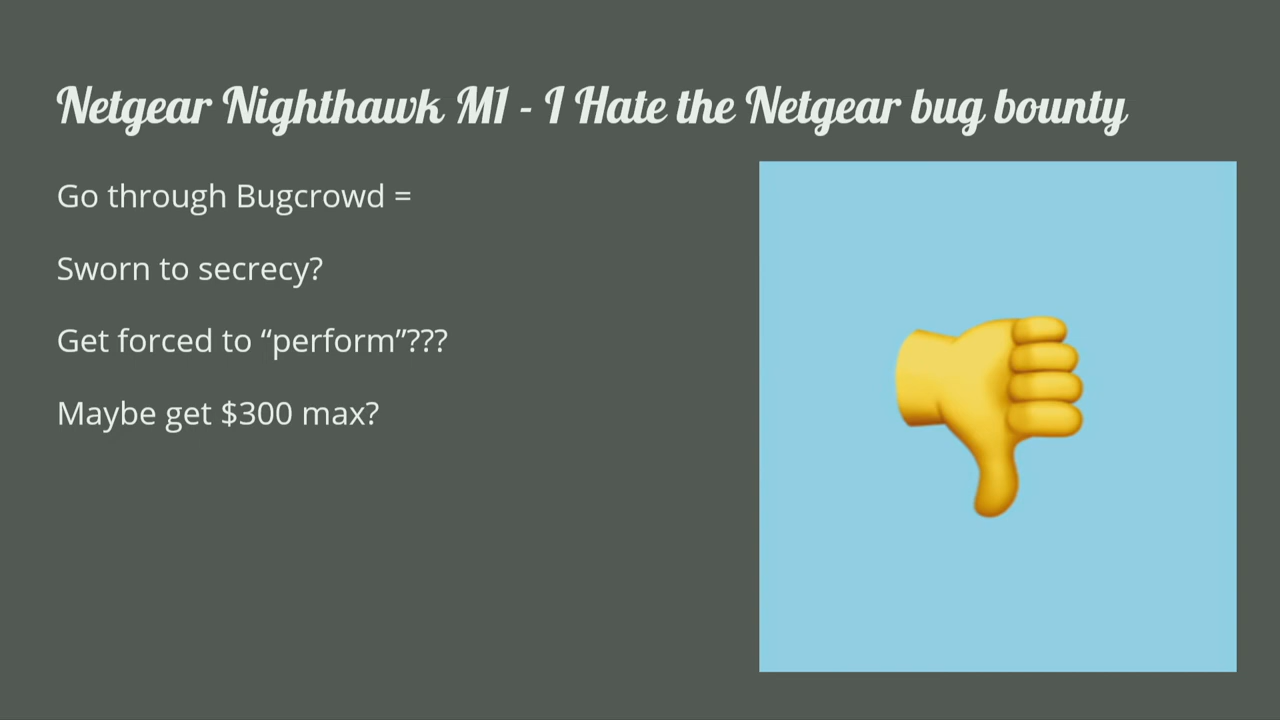 Netgear Nighthawk M1 - I Hate the Netgear bug bounty
Go through Bugcrowd =
Sworn to secrecy?
Get forced to “perform”???
Maybe get $300 max?